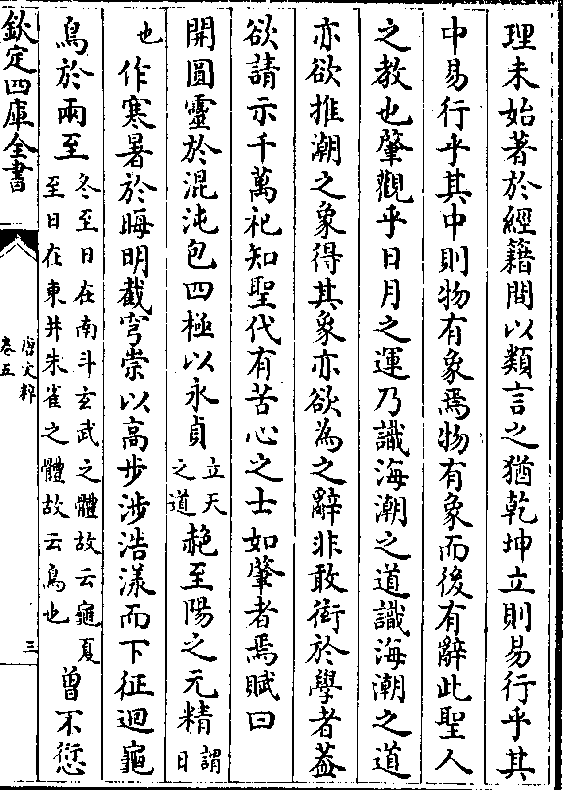 理未始著於經籍間以類言之猶乾坤立則易行乎其
中易行乎其中則物有象焉物有象而後有辭此聖人
之教也肇觀乎日月之運乃識海潮之道識海潮之道
亦欲推潮之象得其象亦欲為之辭非敢衒於學者葢
欲請示千萬祀知聖代有苦心之士如肇者焉賦曰
開圓靈於混沌包四極以永貞立天之道赩至陽之元精謂日
也作寒暑於晦明截穹崇以高步涉浩漾而下征迴龜
鳥於兩至冬至日在南斗玄武之體故云龜夏至日在東井朱雀之體故云鳥也曾不愆
欽定四庫全書
唐文粹
卷五
三